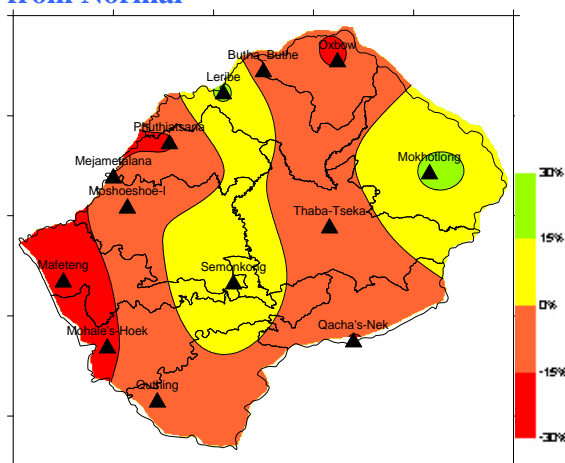 from Normal
Oxbow
Butha-Buthe
Leribe
Phuthiatsana
Mokhotlong
Mejametalana
Moshoeshoe-I
Thaba-Tseka
Mafeteng
Semonkong
Mohale's-Hoek
Qacha's-Nek
Quthing
30%
15%
0%
-15%
-30%